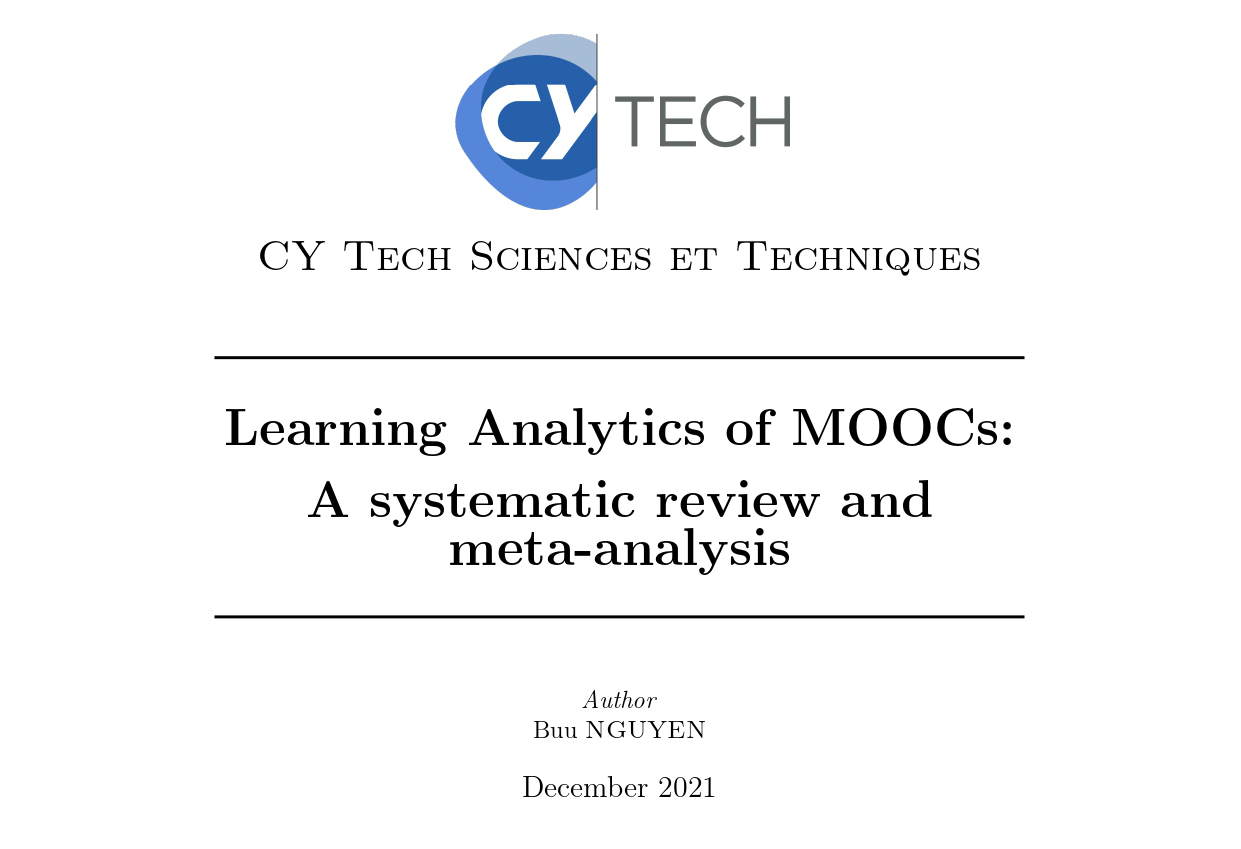 CY TECH
CY Tech Sciences et Techniques
Learning Analytics of MOOCs:
A systematic review and
meta-analysis
Author
Buu NGUYEN
December 2021